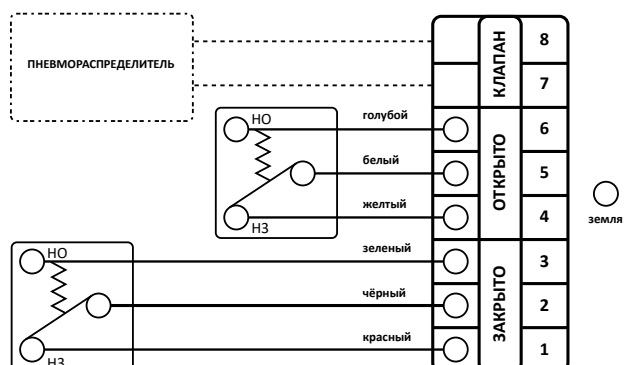 ПНЕВМОРАСПРЕДЕЛИТЕЛЬ
КЛАПАН
8
7
НО
голубой
6
белый
5
ОТКРЫТО
желтый
4
НЗ
земля
НО
зеленый
3
чёрный
2
ЗАКРЫТО
красный
1
НЗ